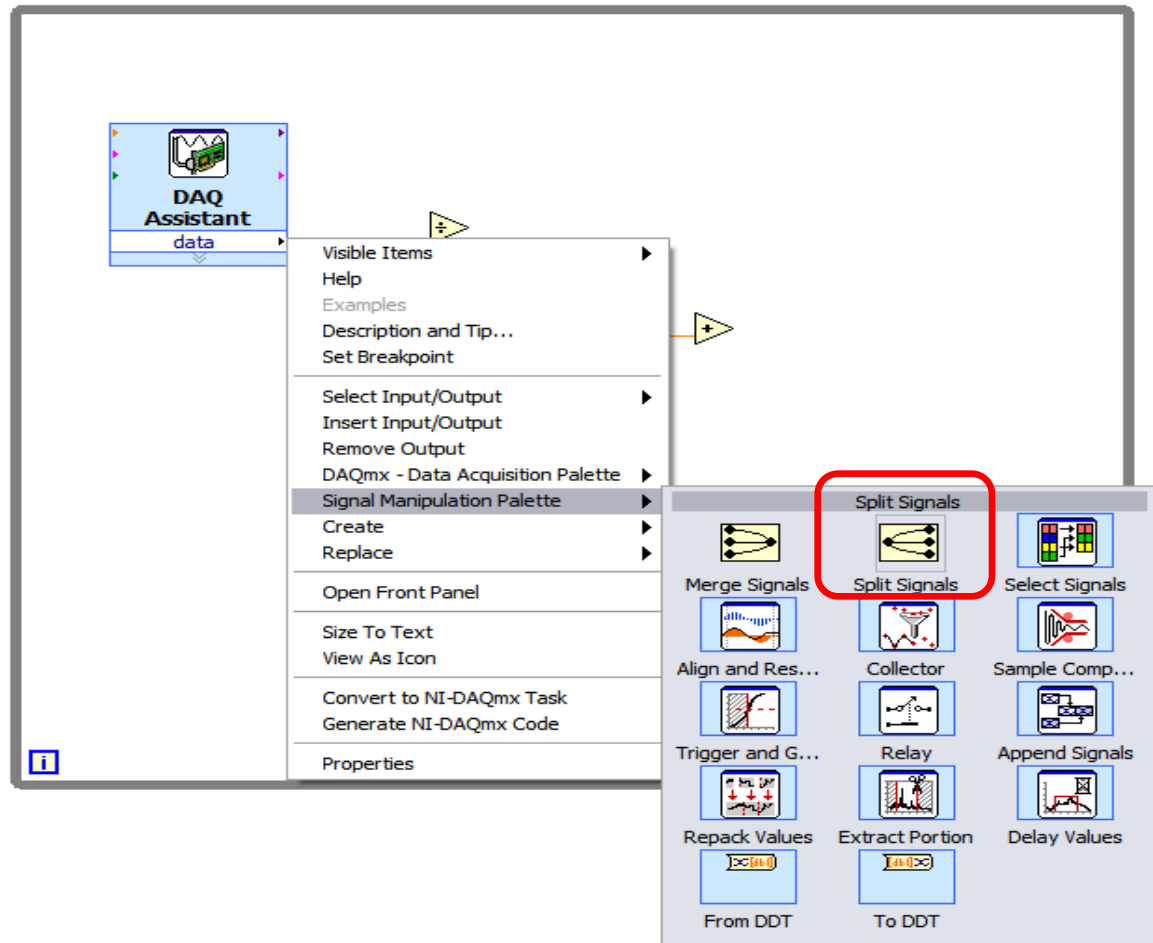 DAQ
Assistant
data
Visible Items
Help
Examples
Description and Tip...
Set Breakpoint
Select Input/Output
Insert Input/Output
Remove Output
DAQmx - Data Acquisition Palette
Signal Manipulation Palette
Create
Replace
Open Front Panel
Size To Text
View As Icon
Convert to NI-DAQmx Task
Generate NI-DAQmx Code
Properties
i
Split Signals
Merge Signals Split Signals Select Signals
Align and Res... Collector Sample Comp...
Trigger and G... Relay Append Signals
Repack Values Extract Portion Delay Values
From DDT To DDT